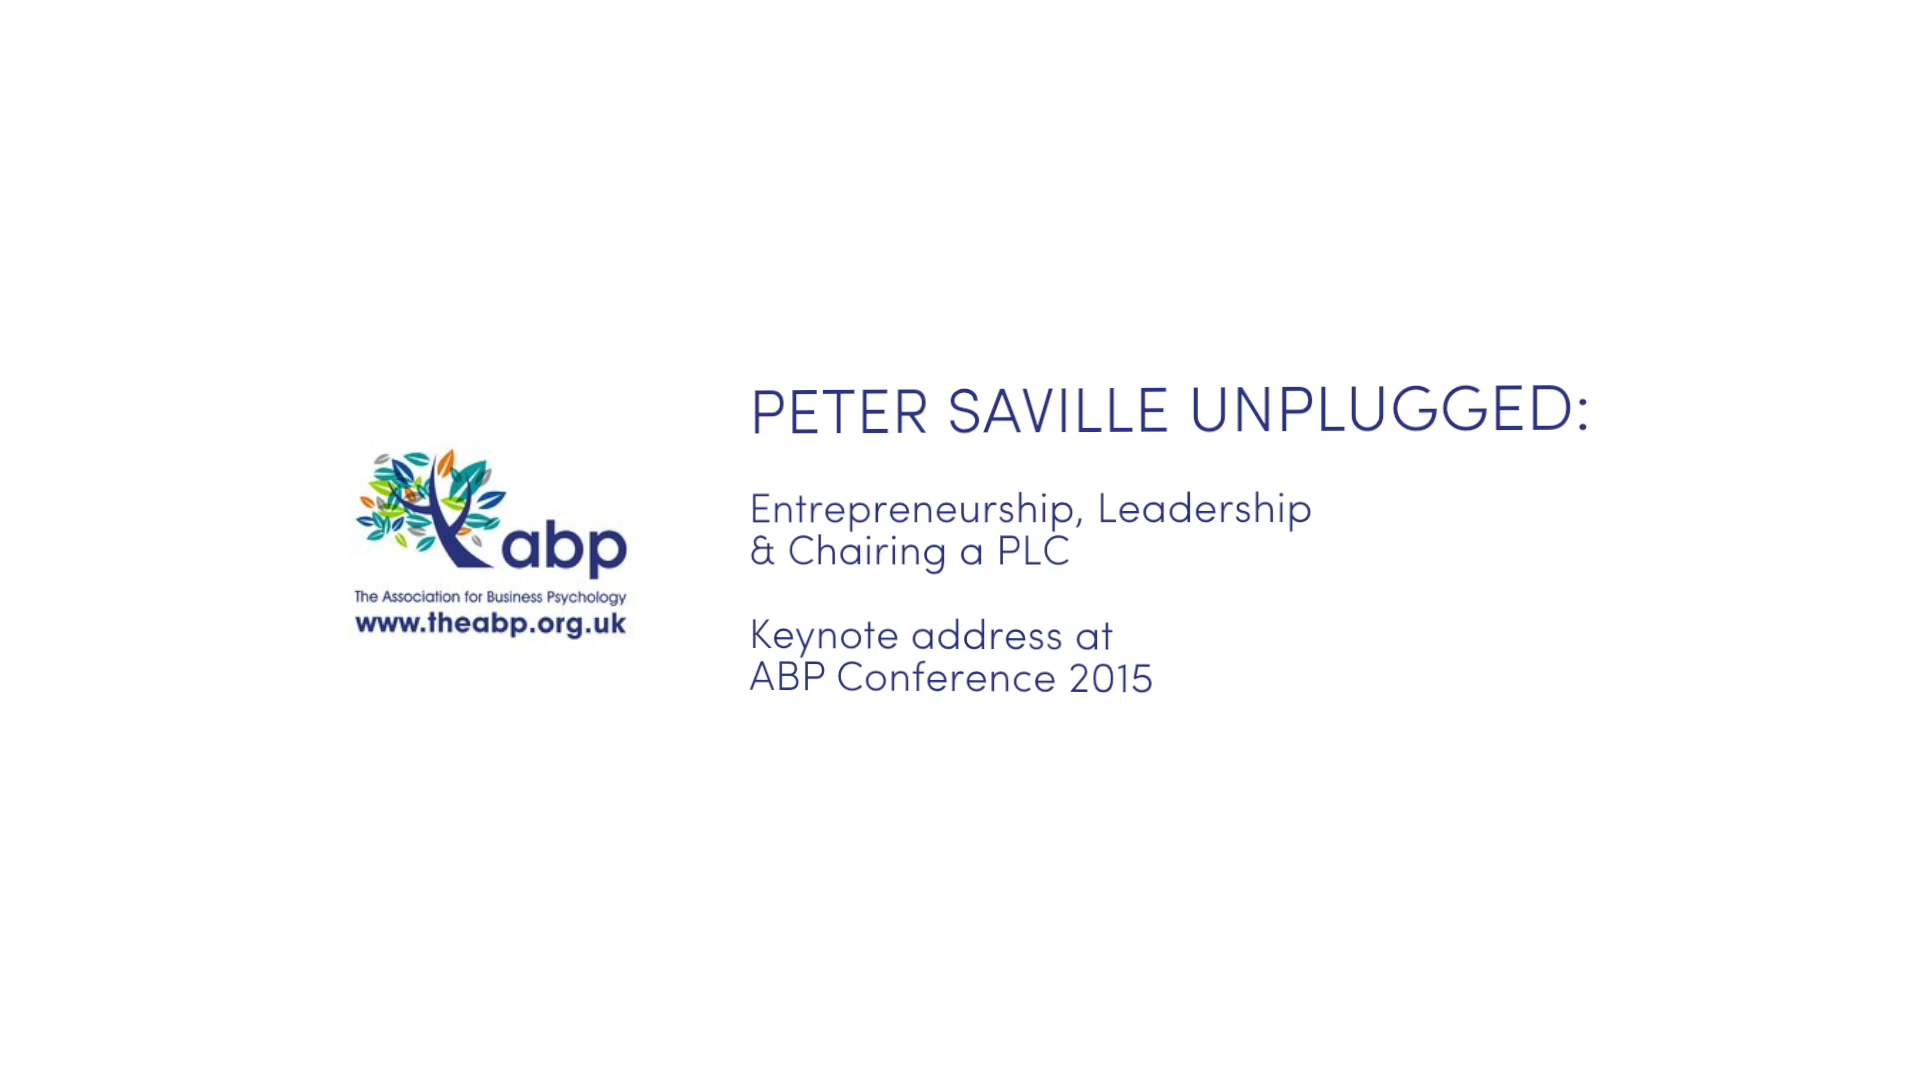 abp
The Association for Business Psychology
www.theabp.org.uk
PETER SAVILLE UNPLUGGED:
Entrepreneurship, Leadership
& Chairing a PLC
Keynote address at
ABP Conference 2015